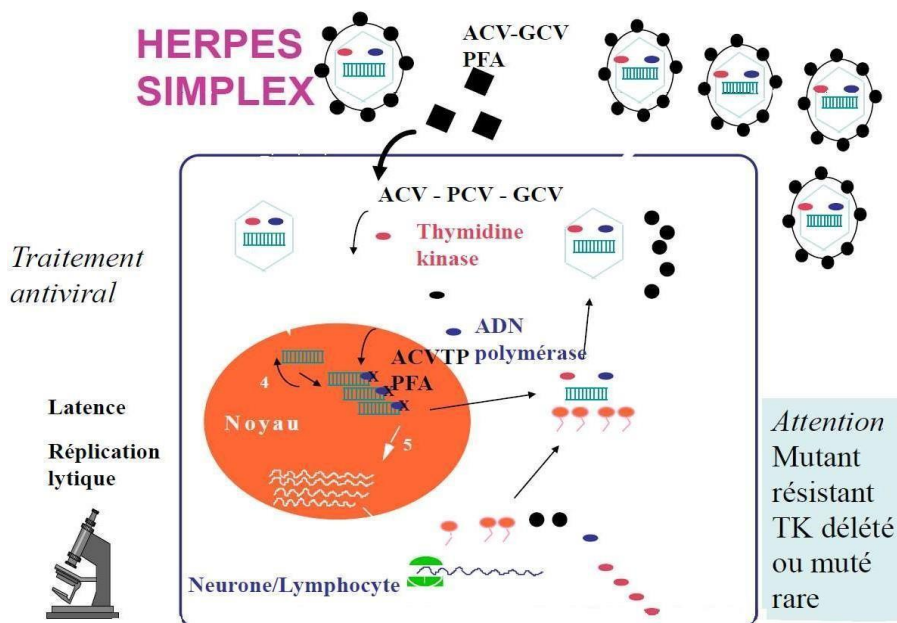 HERPES
SIMPLEX
ACV-GCV
PFA
ACV - PCV - GCV
Thymidine
kinase
Traitement
antiviral
ADN
polymérase
ACVTP
PFA
X
X
X
4
Noyau
5
Latence
Réplication
lytique
Neurone/Lymphocyte
Attention
Mutant
résistant
TK délété
ou muté
rare